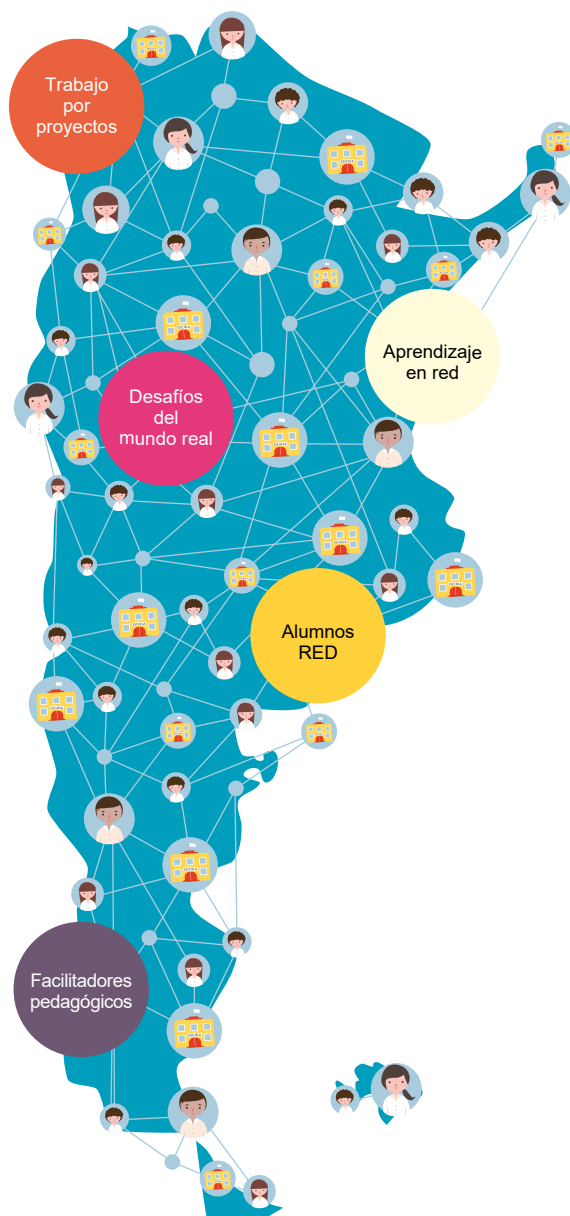 Trabajo
por
proyectos
Aprendizaje
en red
Desafíos
del
mundo real
Alumnos
RED
Facilitadores
pedagógicos